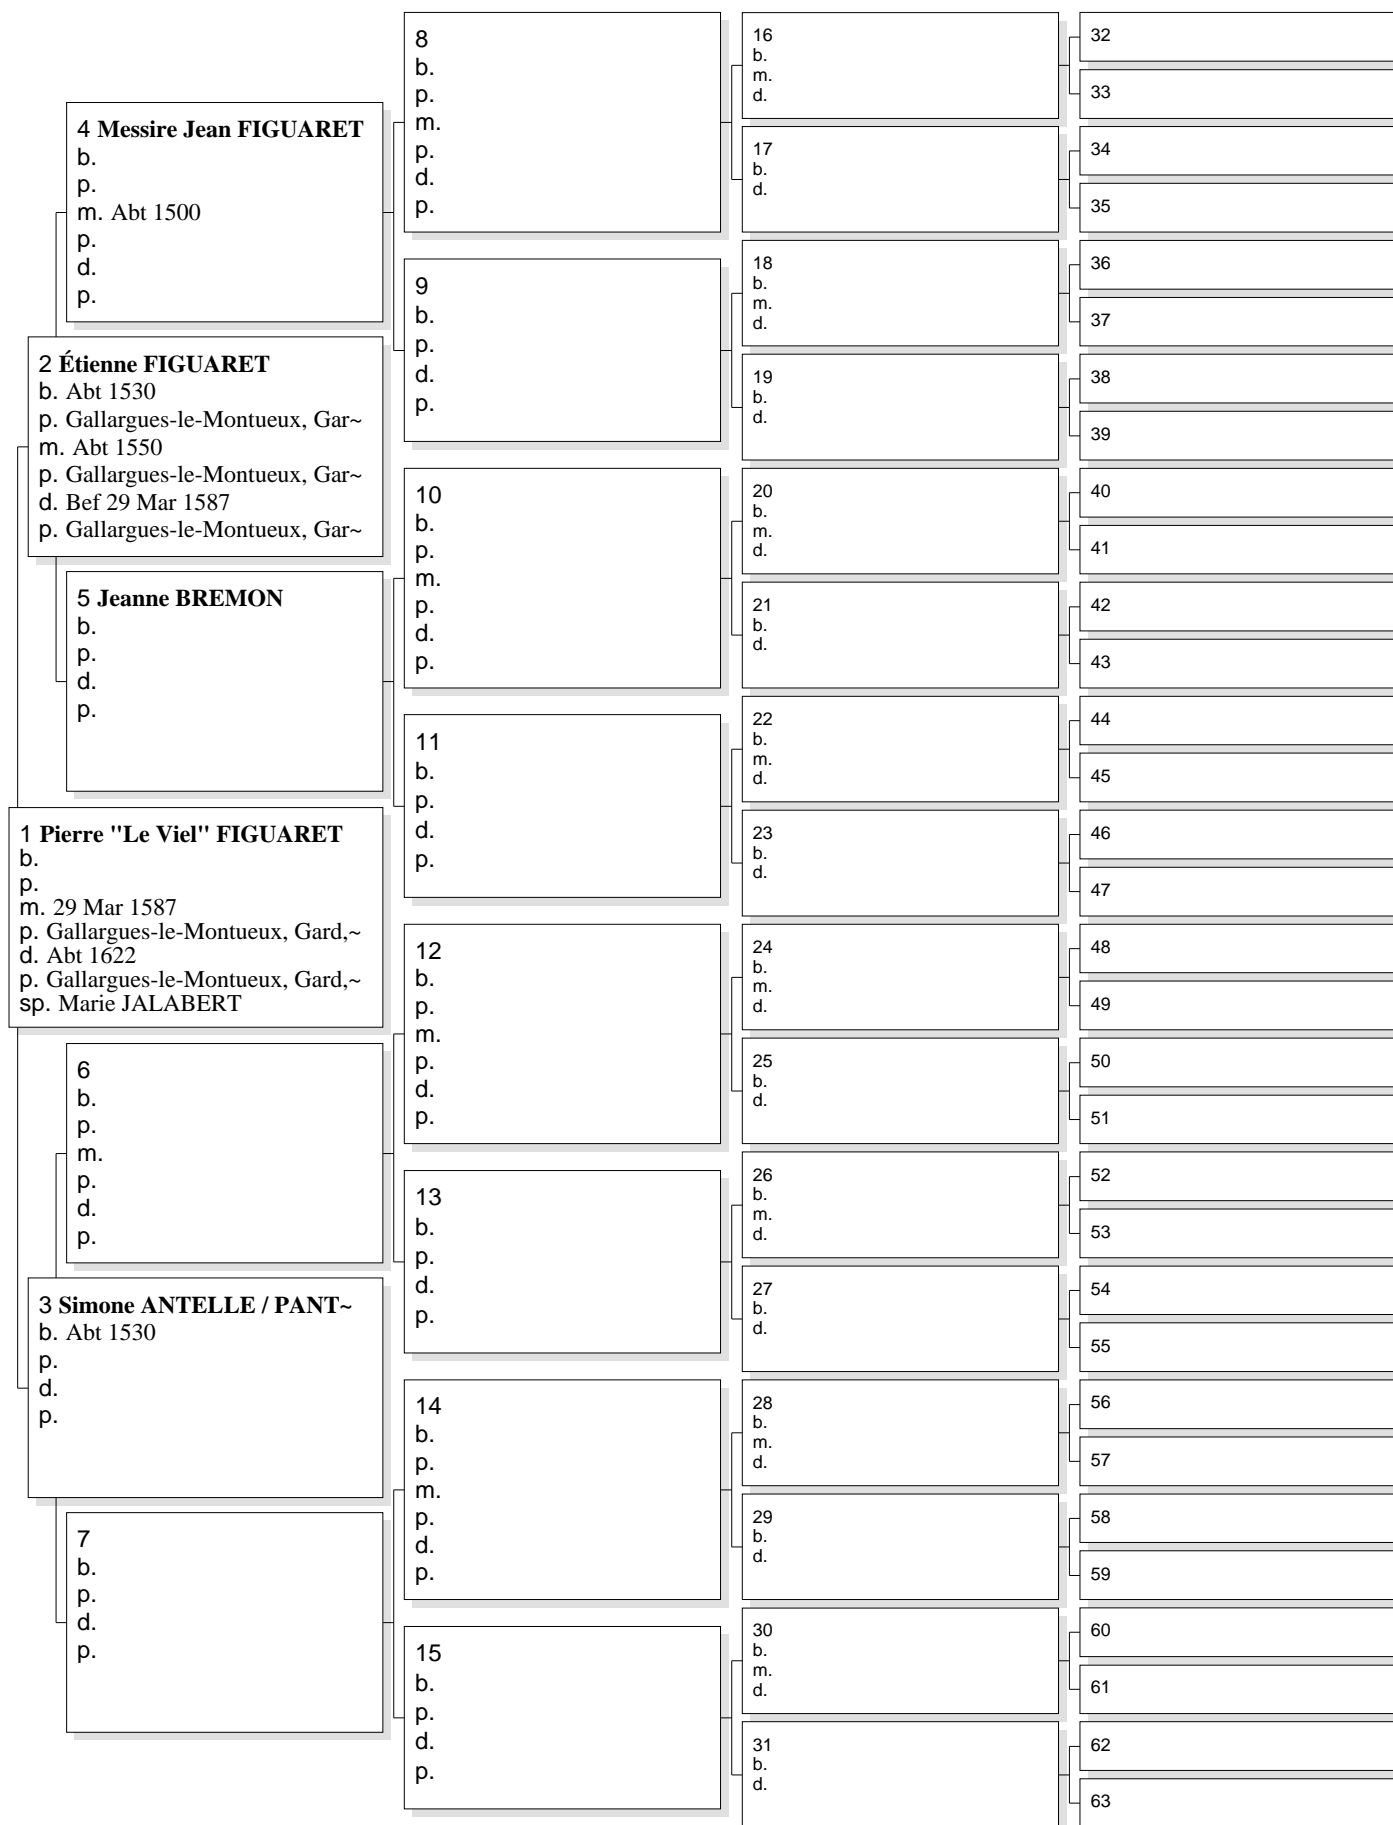 4 Messire Jean FIGUARET
b.
p.
m. Abt 1500
p.
d.
p.
2 Étienne FIGUARET
b. Abt 1530
p. Gallargues-le-Montueux, Gar~
m. Abt 1550
p. Gallargues-le-Montueux, Gar~
d. Bef 29 Mar 1587
p. Gallargues-le-Montueux, Gar~
5 Jeanne BREMON
b.
p.
d.
p.
1 Pierre "Le Viel" FIGUARET
b.
p.
m. 29 Mar 1587
p. Gallargues-le-Montueux, Gard,~
d. Abt 1622
p. Gallargues-le-Montueux, Gard,~
sp. Marie JALABERT
6
b.
p.
m.
p.
d.
p.
3 Simone ANTELLE / PANT~
b. Abt 1530
p.
d.
p.
7
b.
p.
d.
p.
8
b.
p.
m.
p.
d.
p.
9
b.
p.
d.
p.
10
b.
p.
m.
p.
d.
p.
11
b.
p.
d.
p.
12
b.
p.
m.
p.
d.
p.
13
b.
p.
d.
p.
14
b.
p.
m.
p.
d.
p.
15
b.
p.
d.
p.
16
b.
m.
d.
17
b.
d.
18
b.
m.
d.
19
b.
d.
20
b.
m.
d.
21
b.
d.
22
b.
m.
d.
23
b.
d.
24
b.
m.
d.
25
b.
d.
26
b.
m.
d.
27
b.
d.
28
b.
m.
d.
29
b.
d.
30
b.
m.
d.
31
b.
d.
32
33
34
35
36
37
38
39
40
41
42
43
44
45
46
47
48
49
50
51
52
53
54
55
56
57
58
59
60
61
62
63